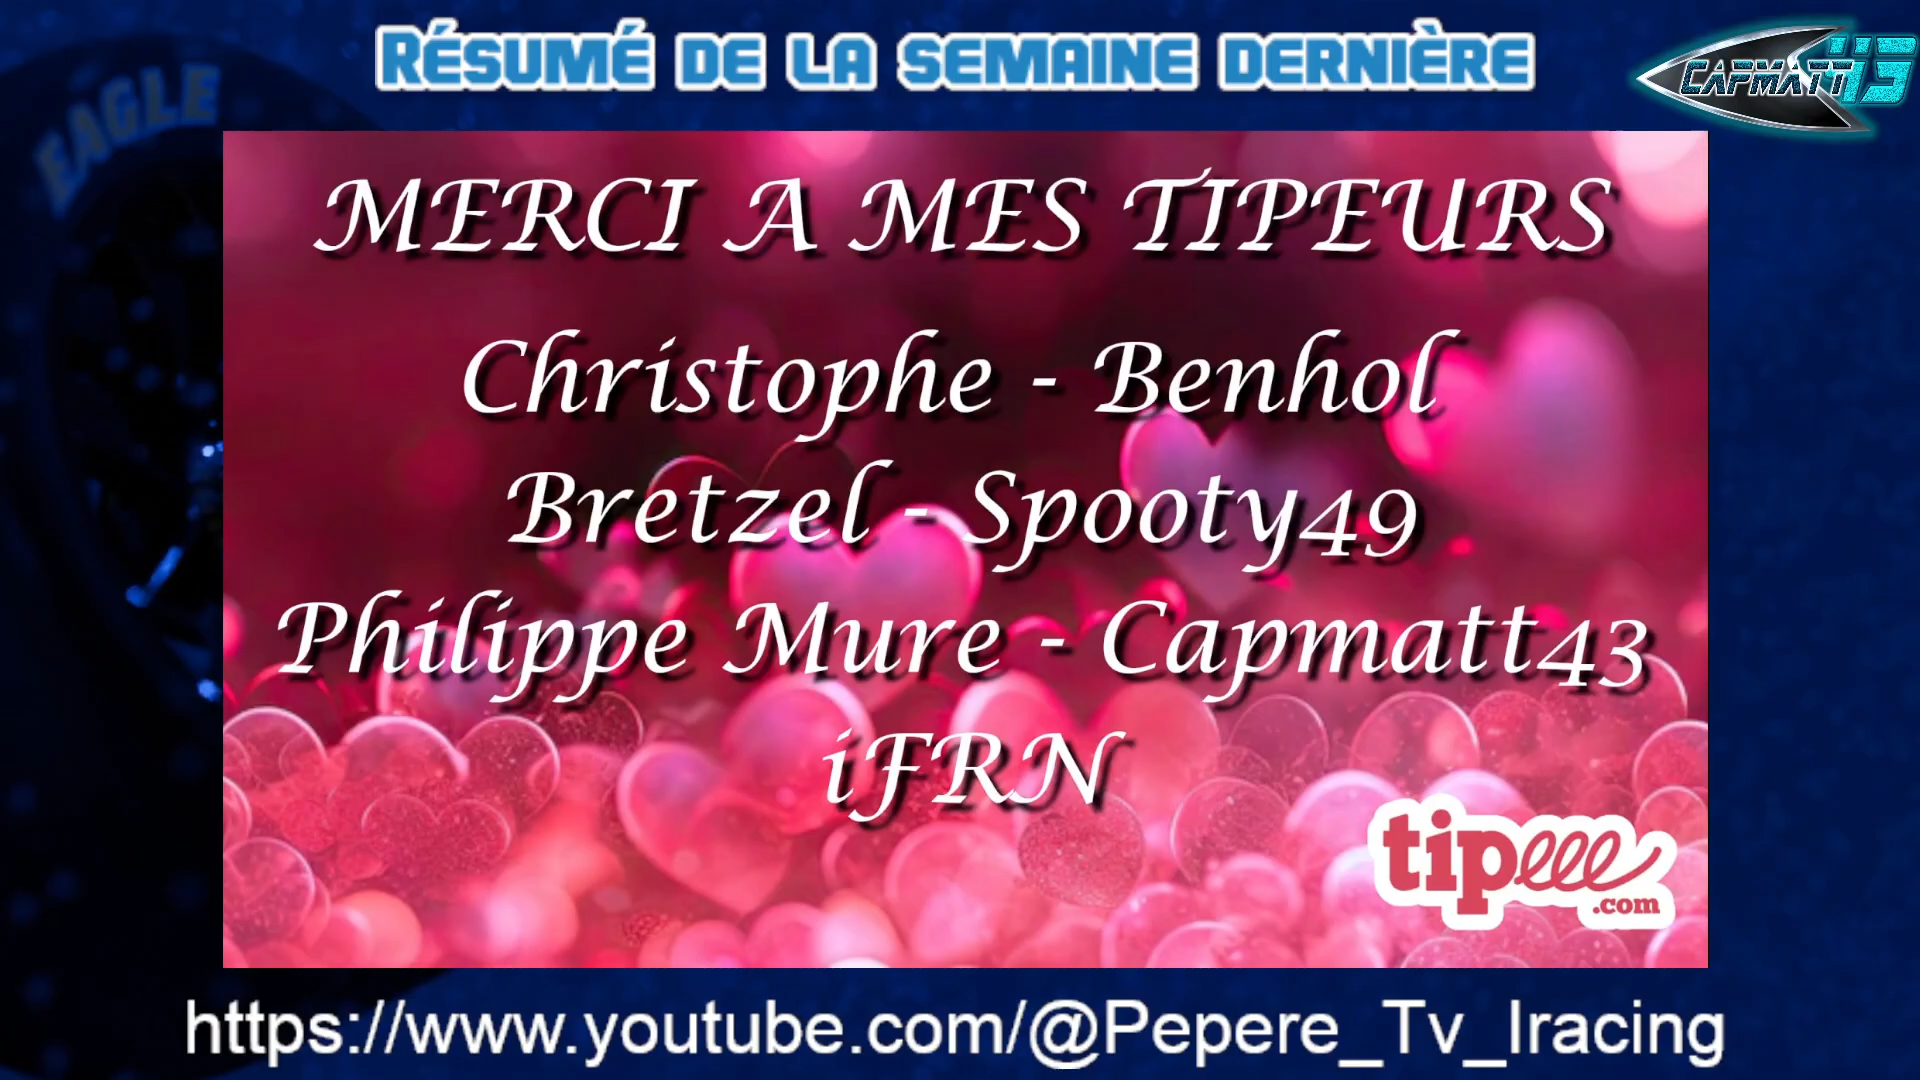 Résumé de la semaine dernière
CAPMATT43
EAGLE
MERCI A MES TIPEURS
Christophe - Benhol
Bretzel - Spooty49
Philippe Mure - Capmatt43
iFRN
tipeee
.com
https://www.youtube.com/@Pepere_Tv_Iracing